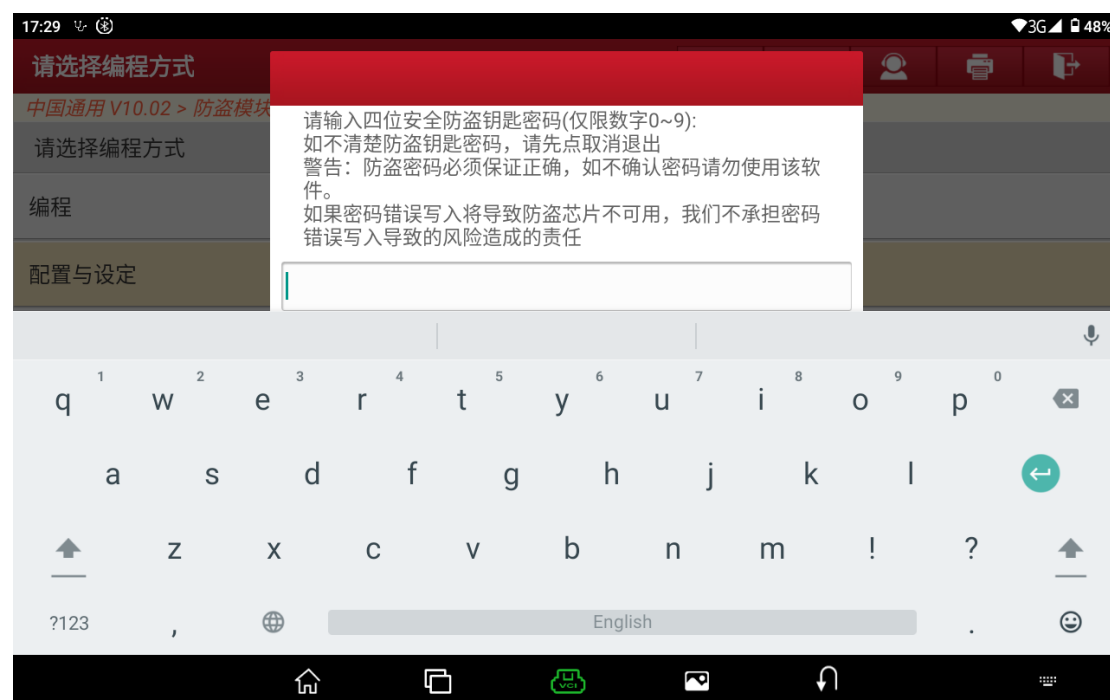 17:29
3G 48%
请选择编程方式
中国通用 V10.02 > 防盗模块
请选择编程方式
编程
配置与设定
请输入四位安全防盗钥匙密码(仅限数字0~9):
如不清楚防盗钥匙密码，请先点取消退出
警告：防盗密码必须保证正确，如不确认密码请勿使用该软
件。
如果密码错误写入将导致防盗芯片不可用，我们不承担密码
错误写入导致的风险造成的责任
1 2 3 4 5 6 7 8 9 0
q w e r t y u i o p
a s d f g h j k l
z x c v b n m ! ?
?123 , English .
VCI